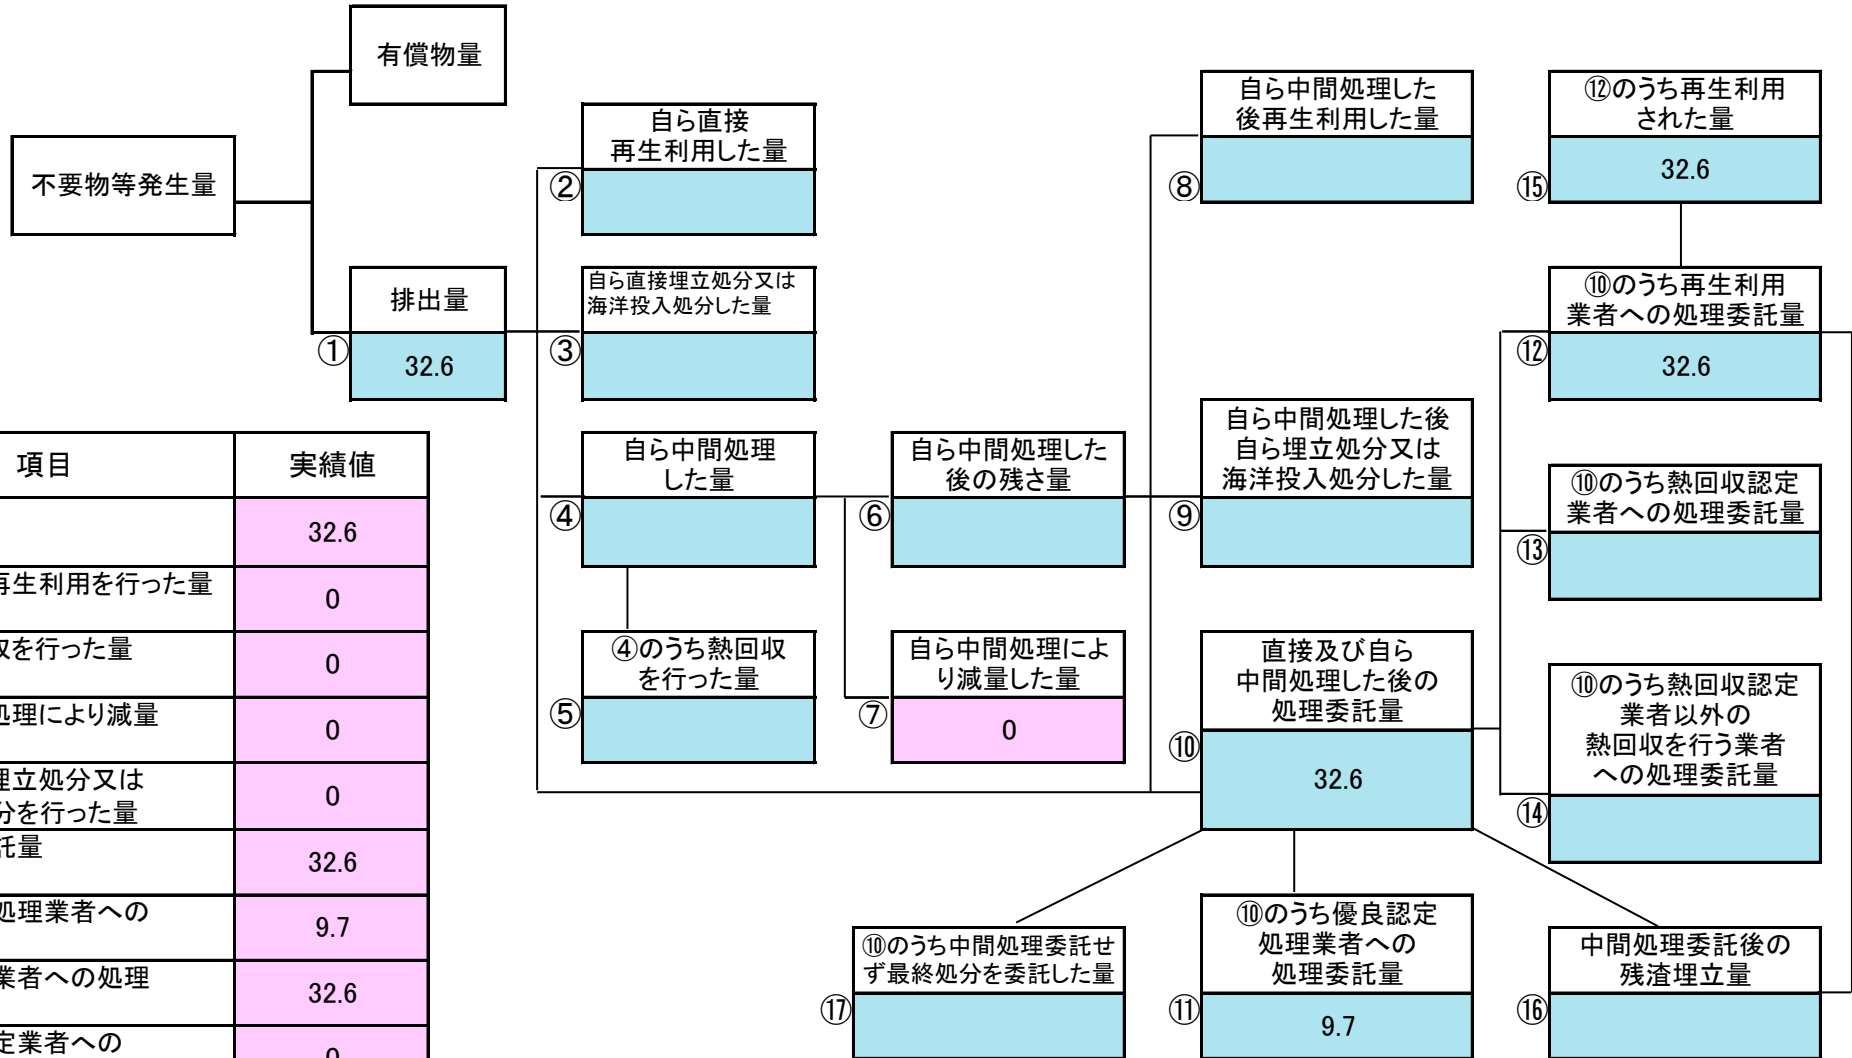 有償物量
不要物等発生量
排出量
①
32.6
自ら直接
再生利用した量
②
自ら直接埋立処分又は
海洋投入処分した量
③
自ら中間処理
した量
④
④のうち熱回収
を行った量
⑤
自ら中間処理した
後の残さ量
⑥
自ら中間処理によ
り減量した量
⑦
0
自ら中間処理した
後再生利用した量
⑧
自ら中間処理した後
自ら埋立処分又は
海洋投入処分した量
⑨
直接及び自ら
中間処理した後の
処理委託量
⑩
32.6
⑩のうち優良認定
処理業者への
処理委託量
⑪
9.7
⑫のうち再生利用
された量
⑮
32.6
⑩のうち再生利用
業者への処理委託量
⑫
32.6
⑩のうち熱回収認定
業者への処理委託量
⑬
⑩のうち熱回収認定
業者以外の
熱回収を行う業者
への処理委託量
⑭
中間処理委託後の
残渣埋立量
⑯
⑩のうち中間処理委託せ
ず最終処分を委託した量
⑰
項目 実績値
32.6
再生利用を行った量
0
を行った量
0
処理により減量
0
埋立処分又は
分を行った量
0
託量
32.6
処理業者への
9.7
業者への処理
32.6
定業者への
0